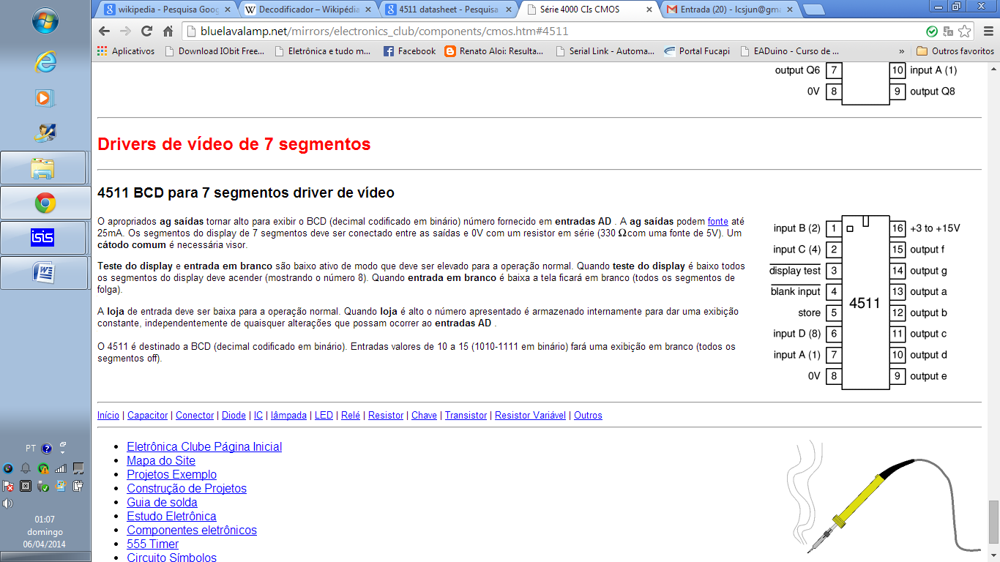 wikipedia - Pesquisa Goog
Decodificador – Wikipédia
4511 datasheet - Pesquisa
Série 4000 CIs CMOS
Entrada (20) - lcsjun@gma
bluelavalamp.net/mirrors/electronics_club/components/cmos.htm#4511
Aplicativos
Download IObit Free...
Eletrônica e tudo m...
Facebook
Renato Aloi: Resulta...
Serial Link - Automa...
Portal Fucapi
EADuino - Curso de ...
»
Outros favoritos
output Q6 7 10 input A (1)
0V 8 9 output Q8
Drivers de vídeo de 7 segmentos
4511 BCD para 7 segmentos driver de vídeo
O apropriados ag saídas tornar alto para exibir o BCD (decimal codificado em binário) número fornecido em entradas AD . A ag saídas podem fonte até
25mA. Os segmentos do display de 7 segmentos deve ser conectado entre as saídas e 0V com um resistor em série (330 Ω com uma fonte de 5V). Um
cátodo comum é necessária visor.
Teste do display e entrada em branco são baixo ativo de modo que deve ser elevado para a operação normal. Quando teste do display é baixo todos
os segmentos do display deve acender (mostrando o número 8). Quando entrada em branco é baixa a tela ficará em branco (todos os segmentos de
folga).
A loja de entrada deve ser baixa para a operação normal. Quando loja é alto o número apresentado é armazenado internamente para dar uma exibição
constante, independentemente de quaisquer alterações que possam ocorrer ao entradas AD .
O 4511 é destinado a BCD (decimal codificado em binário). Entradas valores de 10 a 15 (1010-1111 em binário) fará uma exibição em branco (todos os
segmentos off).
input B (2) 1 16 +3 to +15V
input C (4) 2 15 output f
display test 3 14 output g
blank input 4 13 output a
4511
store 5 12 output b
input D (8) 6 11 output c
input A (1) 7 10 output d
0V 8 9 output e
Início | Capacitor | Conector | Diode | IC | lâmpada | LED | Relé | Resistor | Chave | Transistor | Resistor Variável | Outros
Eletrônica Clube Página Inicial
Mapa do Site
Projetos Exemplo
Construção de Projetos
Guia de solda
Estudo Eletrônica
Componentes eletrônicos
555 Timer
Circuito Símbolos
isis
PT
01:07
domingo
06/04/2014